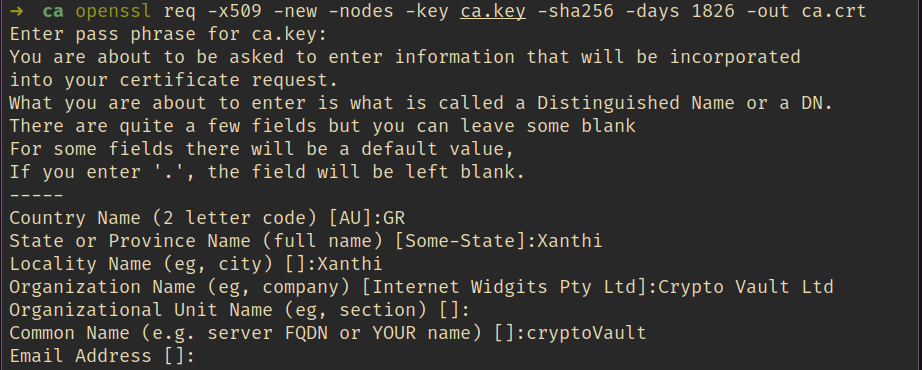 → ca openssl req -x509 -new -nodes -key ca.key -sha256 -days 1826 -out ca.crt
Enter pass phrase for ca.key:
You are about to be asked to enter information that will be incorporated
into your certificate request.
What you are about to enter is what is called a Distinguished Name or a DN.
There are quite a few fields but you can leave some blank
For some fields there will be a default value,
If you enter '.', the field will be left blank.
-----
Country Name (2 letter code) [AU]:GR
State or Province Name (full name) [Some-State]:Xanthi
Locality Name (eg, city) []:Xanthi
Organization Name (eg, company) [Internet Widgits Pty Ltd]:Crypto Vault Ltd
Organizational Unit Name (eg, section) []:
Common Name (e.g. server FQDN or YOUR name) []:cryptoVault
Email Address []: